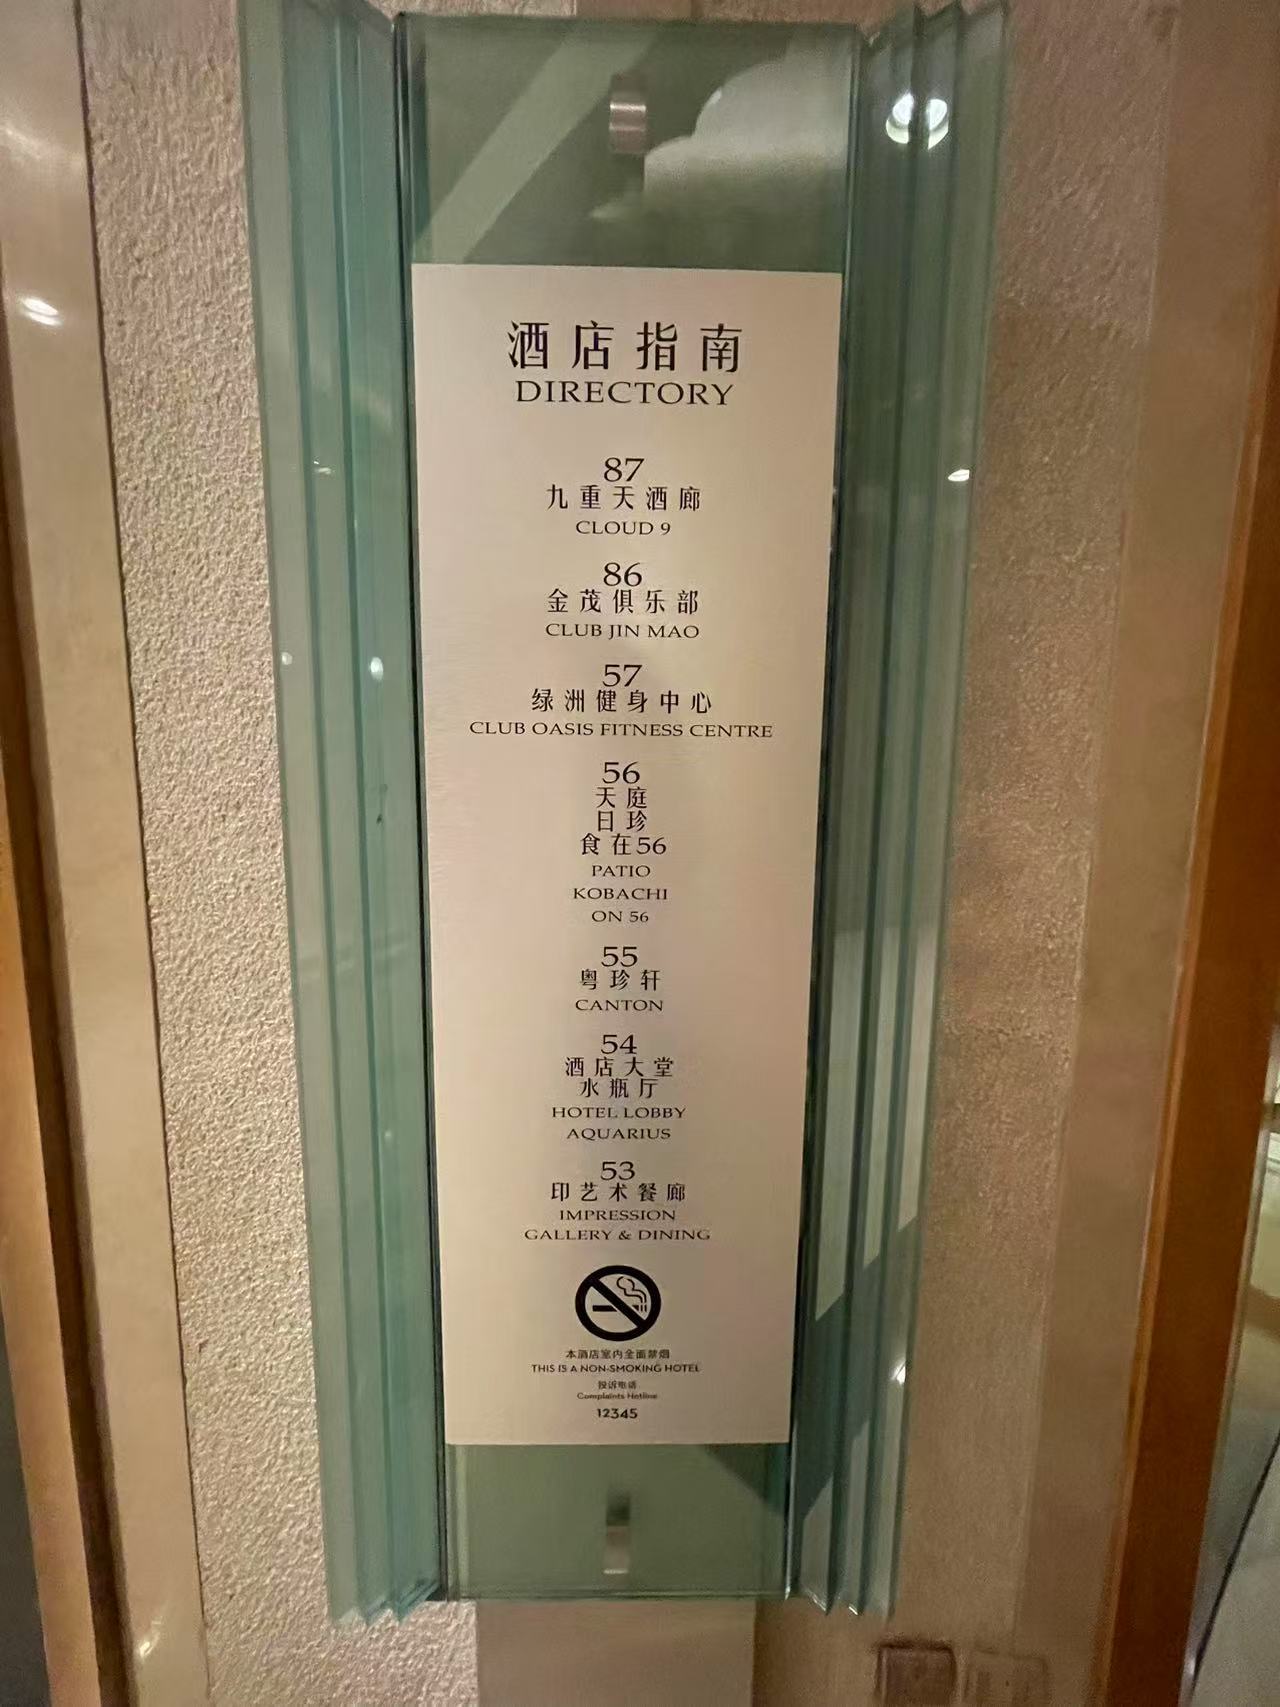 酒店指南
DIRECTORY
87
九重天酒廊
CLOUD 9
86
金茂俱乐部
CLUB JIN MAO
57
绿洲健身中心
CLUB OASIS FITNESS CENTRE
56
天庭
日珍
食在56
PATIO
KOBACHI
ON 56
55
粤珍轩
CANTON
54
酒店大堂
水瓶厅
HOTEL LOBBY
AQUARIUS
53
印艺术餐廊
IMPRESSION
GALLERY & DINING
本酒店室内全面禁烟
THIS IS A NON-SMOKING HOTEL
投诉电话
Complaints Hotline
12345